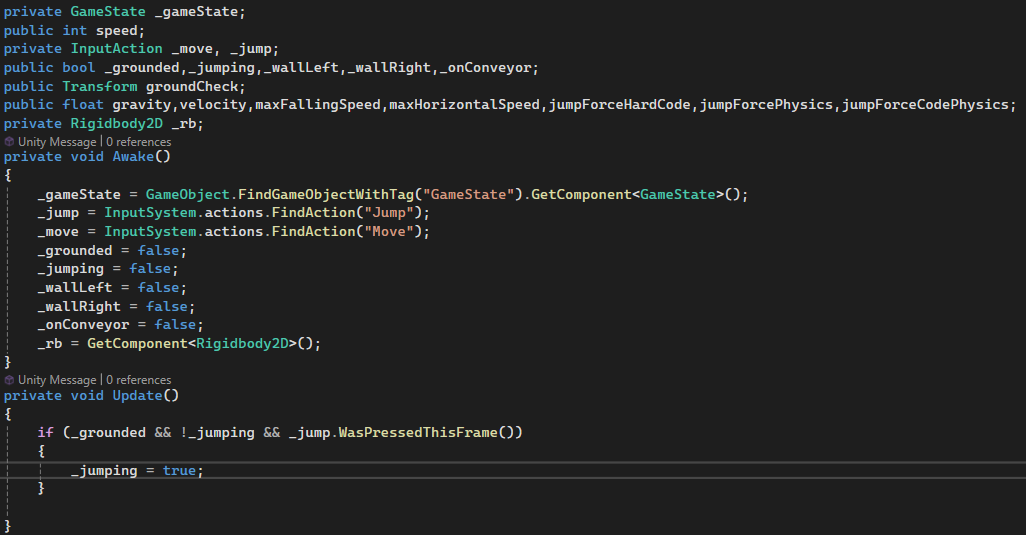 private GameState _gameState;
public int speed;
private InputAction _move, _jump;
public bool _grounded,_jumping,_wallLeft,_wallRight,_onConveyor;
public Transform groundCheck;
public float gravity,velocity,maxFallingSpeed,maxHorizontalSpeed,jumpForceHardCode,jumpForcePhysics,jumpForceCodePhysics;
private Rigidbody2D _rb;
Unity Message | 0 references
private void Awake()
{
    _gameState = GameObject.FindGameObjectWithTag("GameState").GetComponent<GameState>();
    _jump = InputSystem.actions.FindAction("Jump");
    _move = InputSystem.actions.FindAction("Move");
    _grounded = false;
    _jumping = false;
    _wallLeft = false;
    _wallRight = false;
    _onConveyor = false;
    _rb = GetComponent<Rigidbody2D>();
}
Unity Message | 0 references
private void Update()
{
    if (_grounded && !_jumping && _jump.WasPressedThisFrame())
    {
        _jumping = true;
    }
}